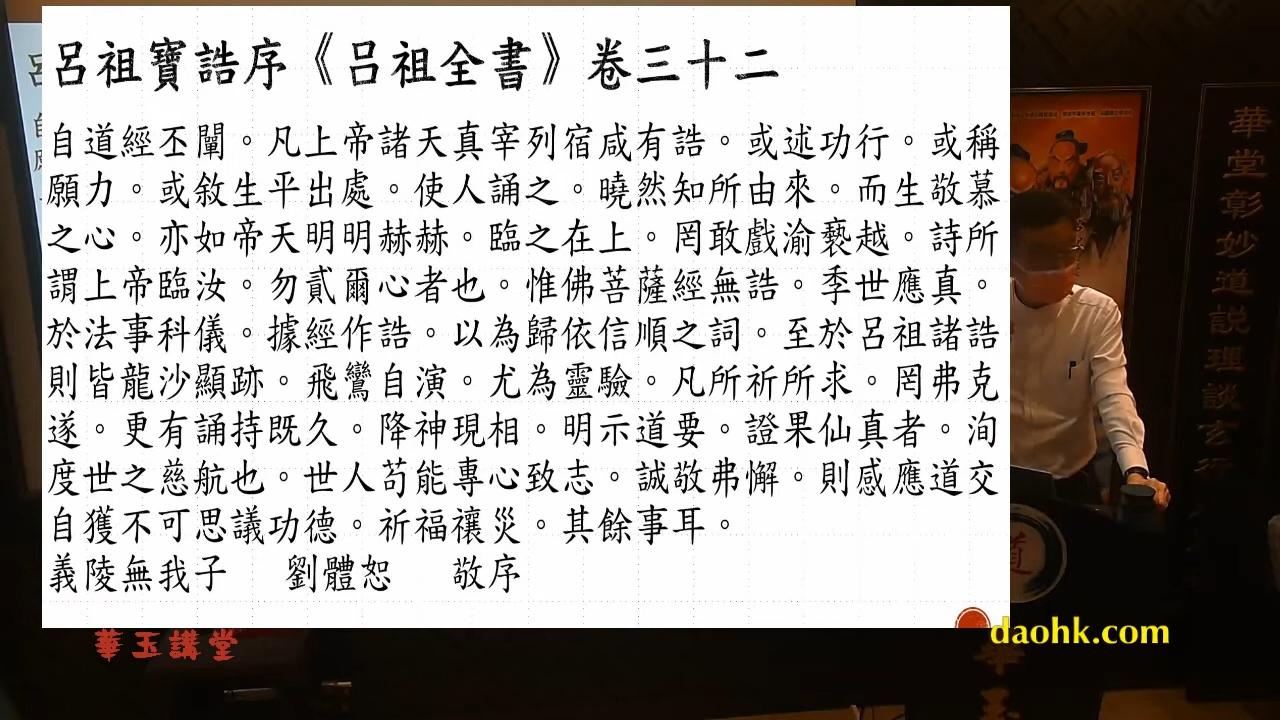 呂祖寶誥序《呂祖全書》卷三十二
自道經丕闡。凡上帝諸天真宰列宿咸有誥。或述功行。或稱
願力。或敘生平出處。使人誦之。曉然知所由來。而生敬慕
之心。亦如帝天明明赫赫。臨之在上。罔敢戲渝褻越。詩所
謂上帝臨汝。勿貳爾心者也。惟佛菩薩經無誥。季世應真。
於法事科儀。據經作誥。以為歸依信順之詞。至於呂祖諸誥
則皆龍沙顯跡。飛鸞自演。尤為靈驗。凡所祈所求。罔弗克
遂。更有誦持既久。降神現相。明示道要。證果仙真者。洵
度世之慈航也。世人苟能專心致志。誠敬弗懈。則感應道交
自獲不可思議功德。祈福禳災。其餘事耳。
義陵無我子 劉體恕 敬序
華玉講堂
daohk.com
華堂彰妙道説理談玄
道
華